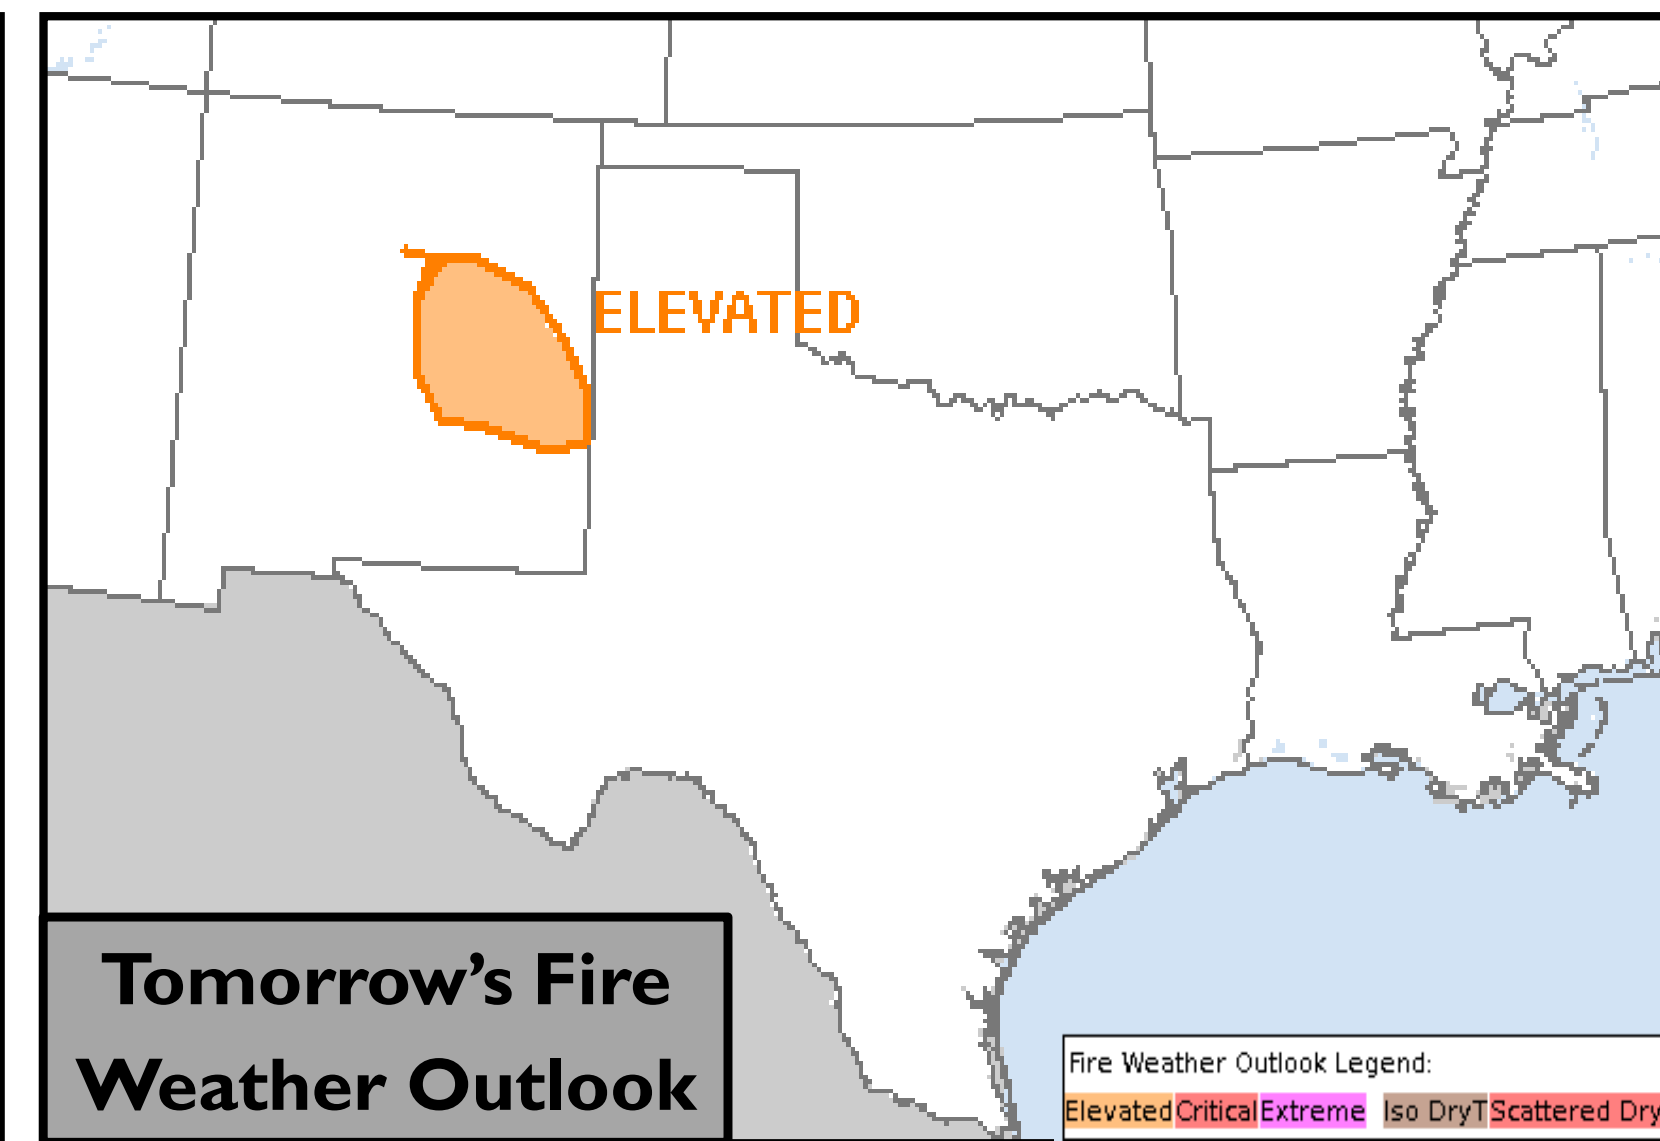 ELEVATED
Tomorrow’s Fire
Weather Outlook
Fire Weather Outlook Legend:
Elevated Critical Extreme Iso DryT Scattered Dry